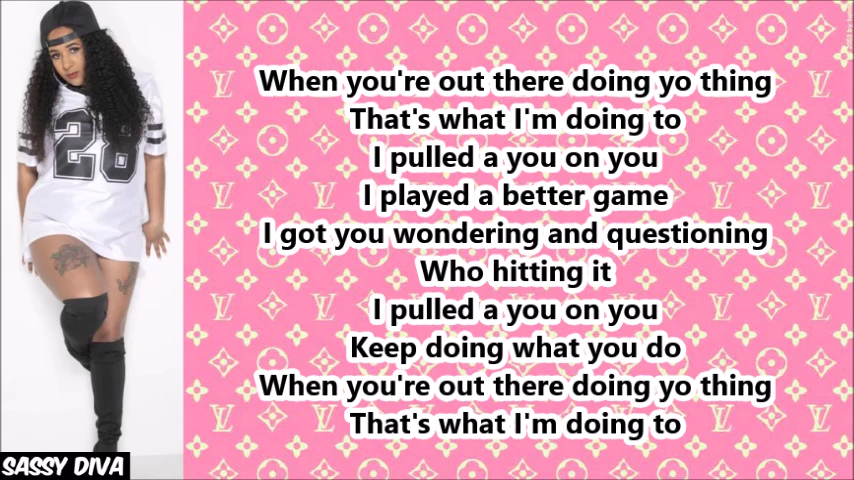 When you're out there doing yo thing
That's what I'm doing to
I pulled a you on you
I played a better game
I got you wondering and questioning
Who hitting it
I pulled a you on you
Keep doing what you do
When you're out there doing yo thing
That's what I'm doing to
28
SASSY DIVA